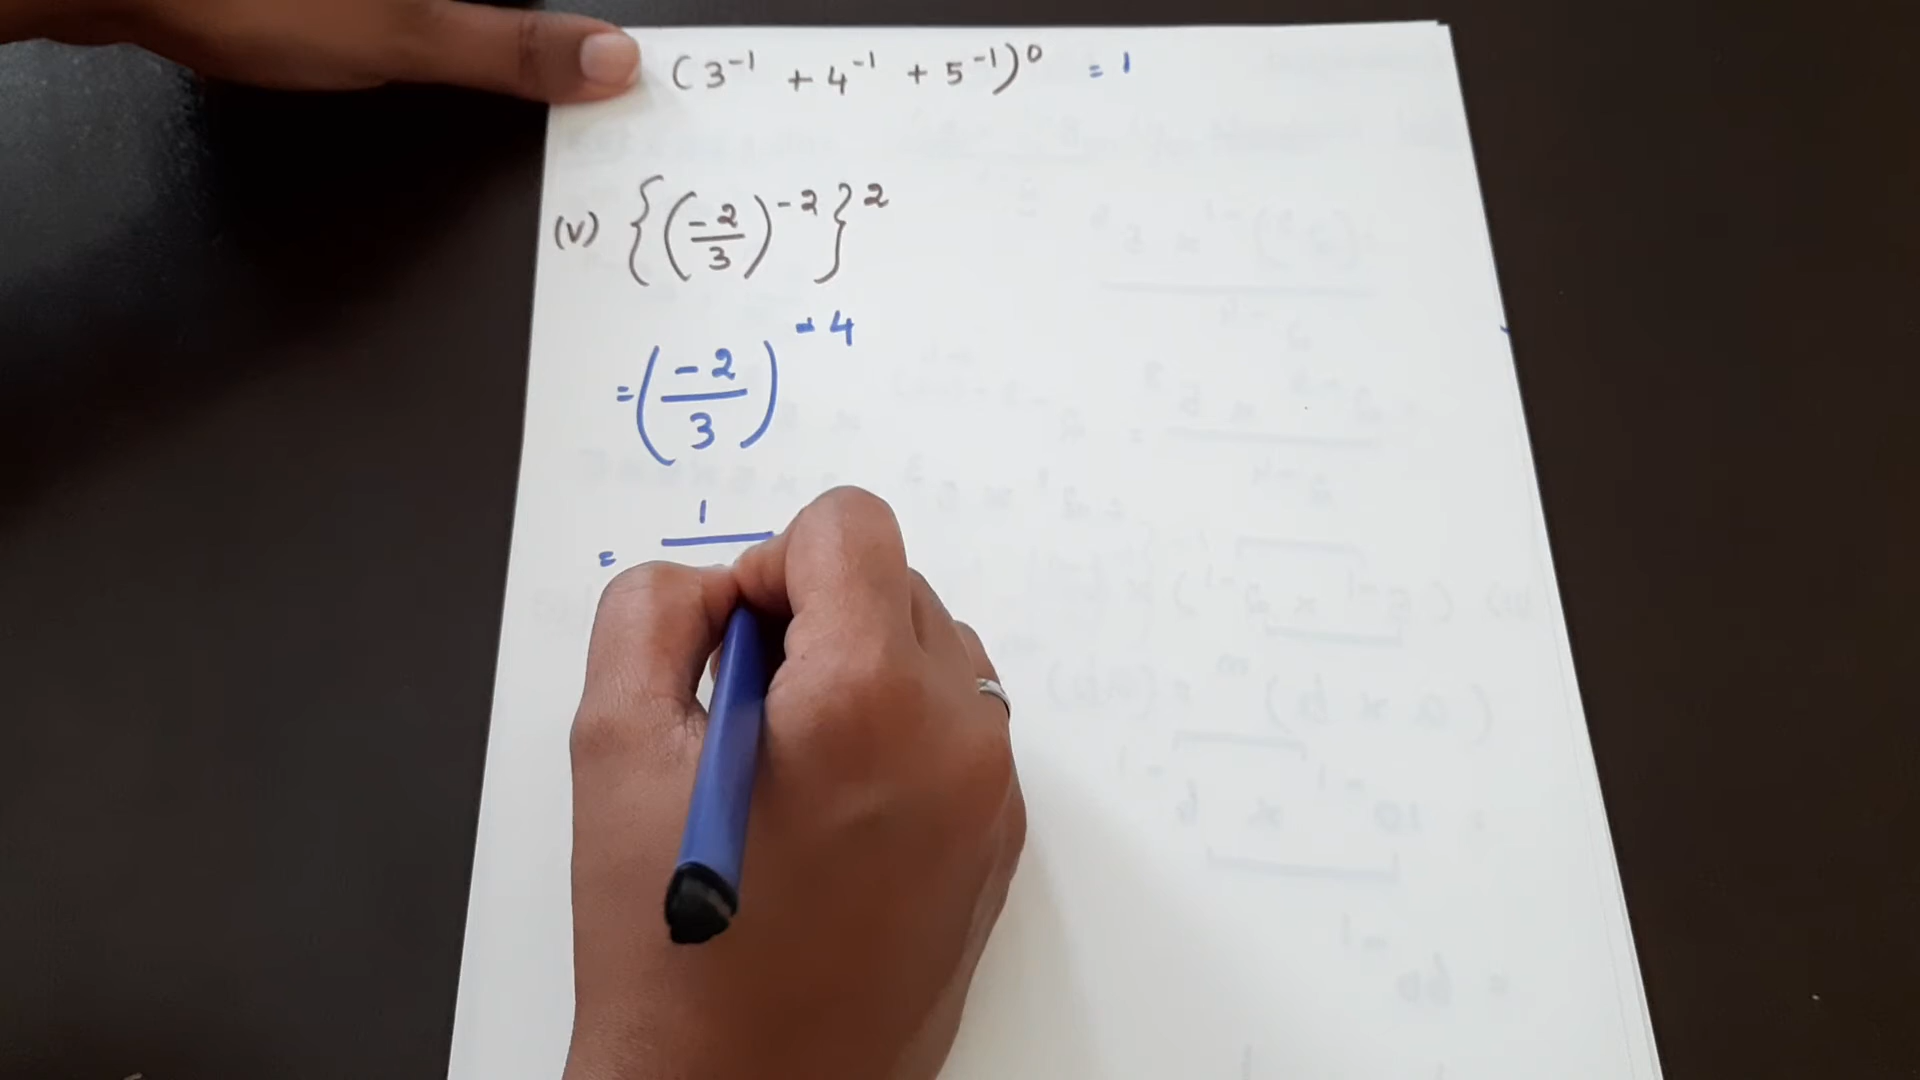 (3⁻¹ + 4⁻¹ + 5⁻¹)⁰ = 1
(v) {(-2/3)⁻²}²
= (-2/3)⁻⁴
= 1/